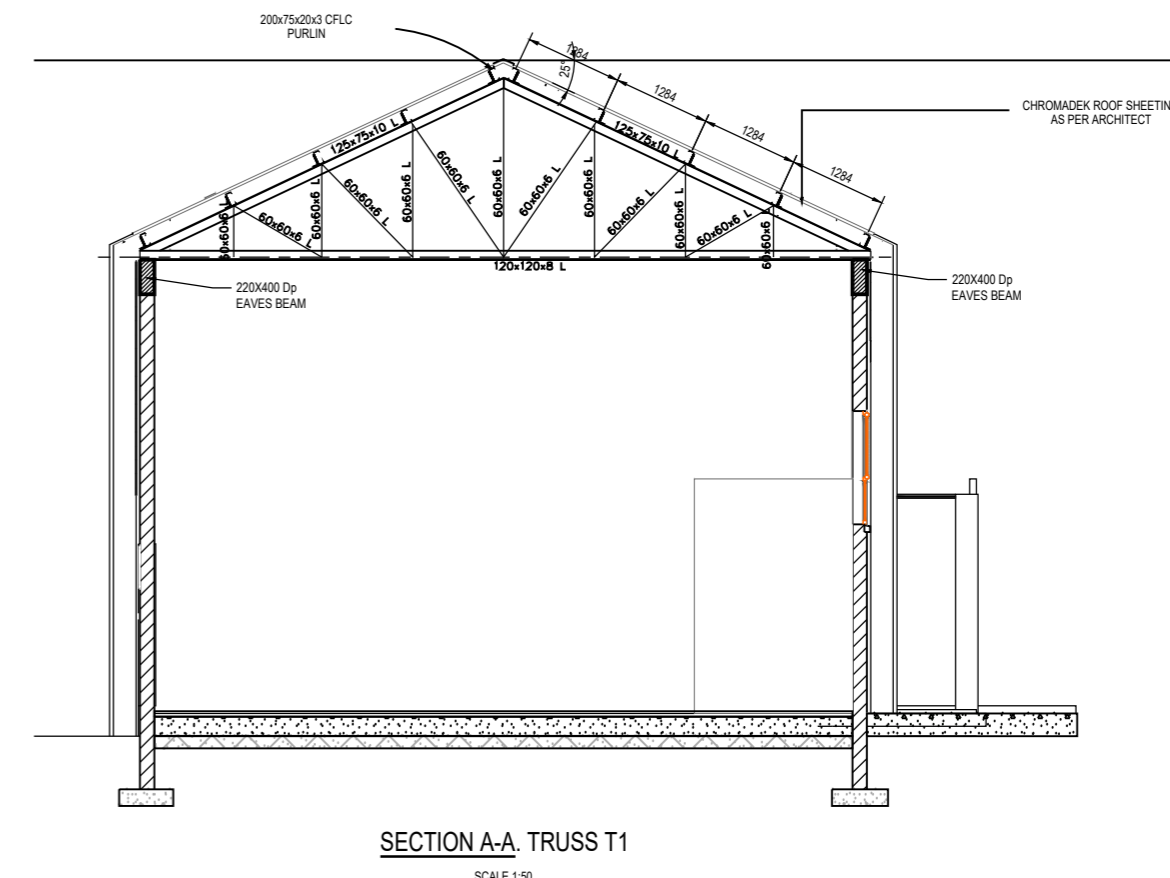 200x75x20x3 CFLC
PURLIN
1284
25°
1284
1284
1284
CHROMADEK ROOF SHEETIN
AS PER ARCHITECT
125x75x10 L
125x75x10 L
60x60x6 L
60x60x6 L
60x60x6 L
60x60x6 L
60x60x6 L
60x60x6 L
60x60x6 L
60x60x6 L
60x60x6 L
60x60x6 L
60x60x6 L
60x60x6 L
60x60x6
120x120x8 L
220X400 Dp
EAVES BEAM
220X400 Dp
EAVES BEAM
SECTION A-A. TRUSS T1
SCALE 1:50